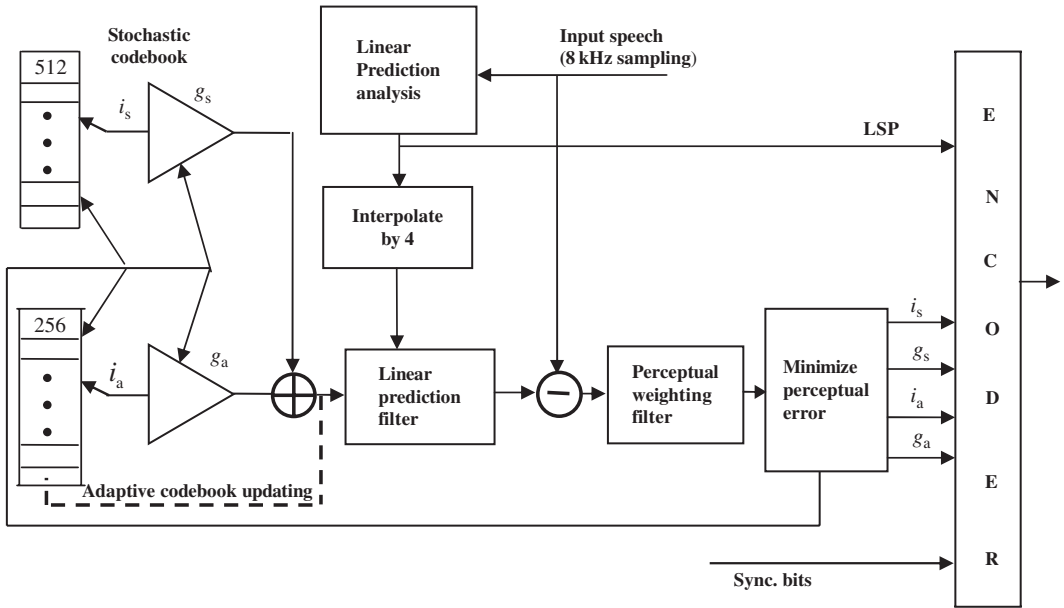 Stochastic
codebook
512
i_s
g_s
Linear
Prediction
analysis
Input speech
(8 kHz sampling)
LSP
Interpolate
by 4
256
i_a
g_a
Linear
prediction
filter
Perceptual
weighting
filter
Minimize
perceptual
error
i_s
g_s
i_a
g_a
Adaptive codebook updating
Sync. bits
E
N
C
O
D
E
R